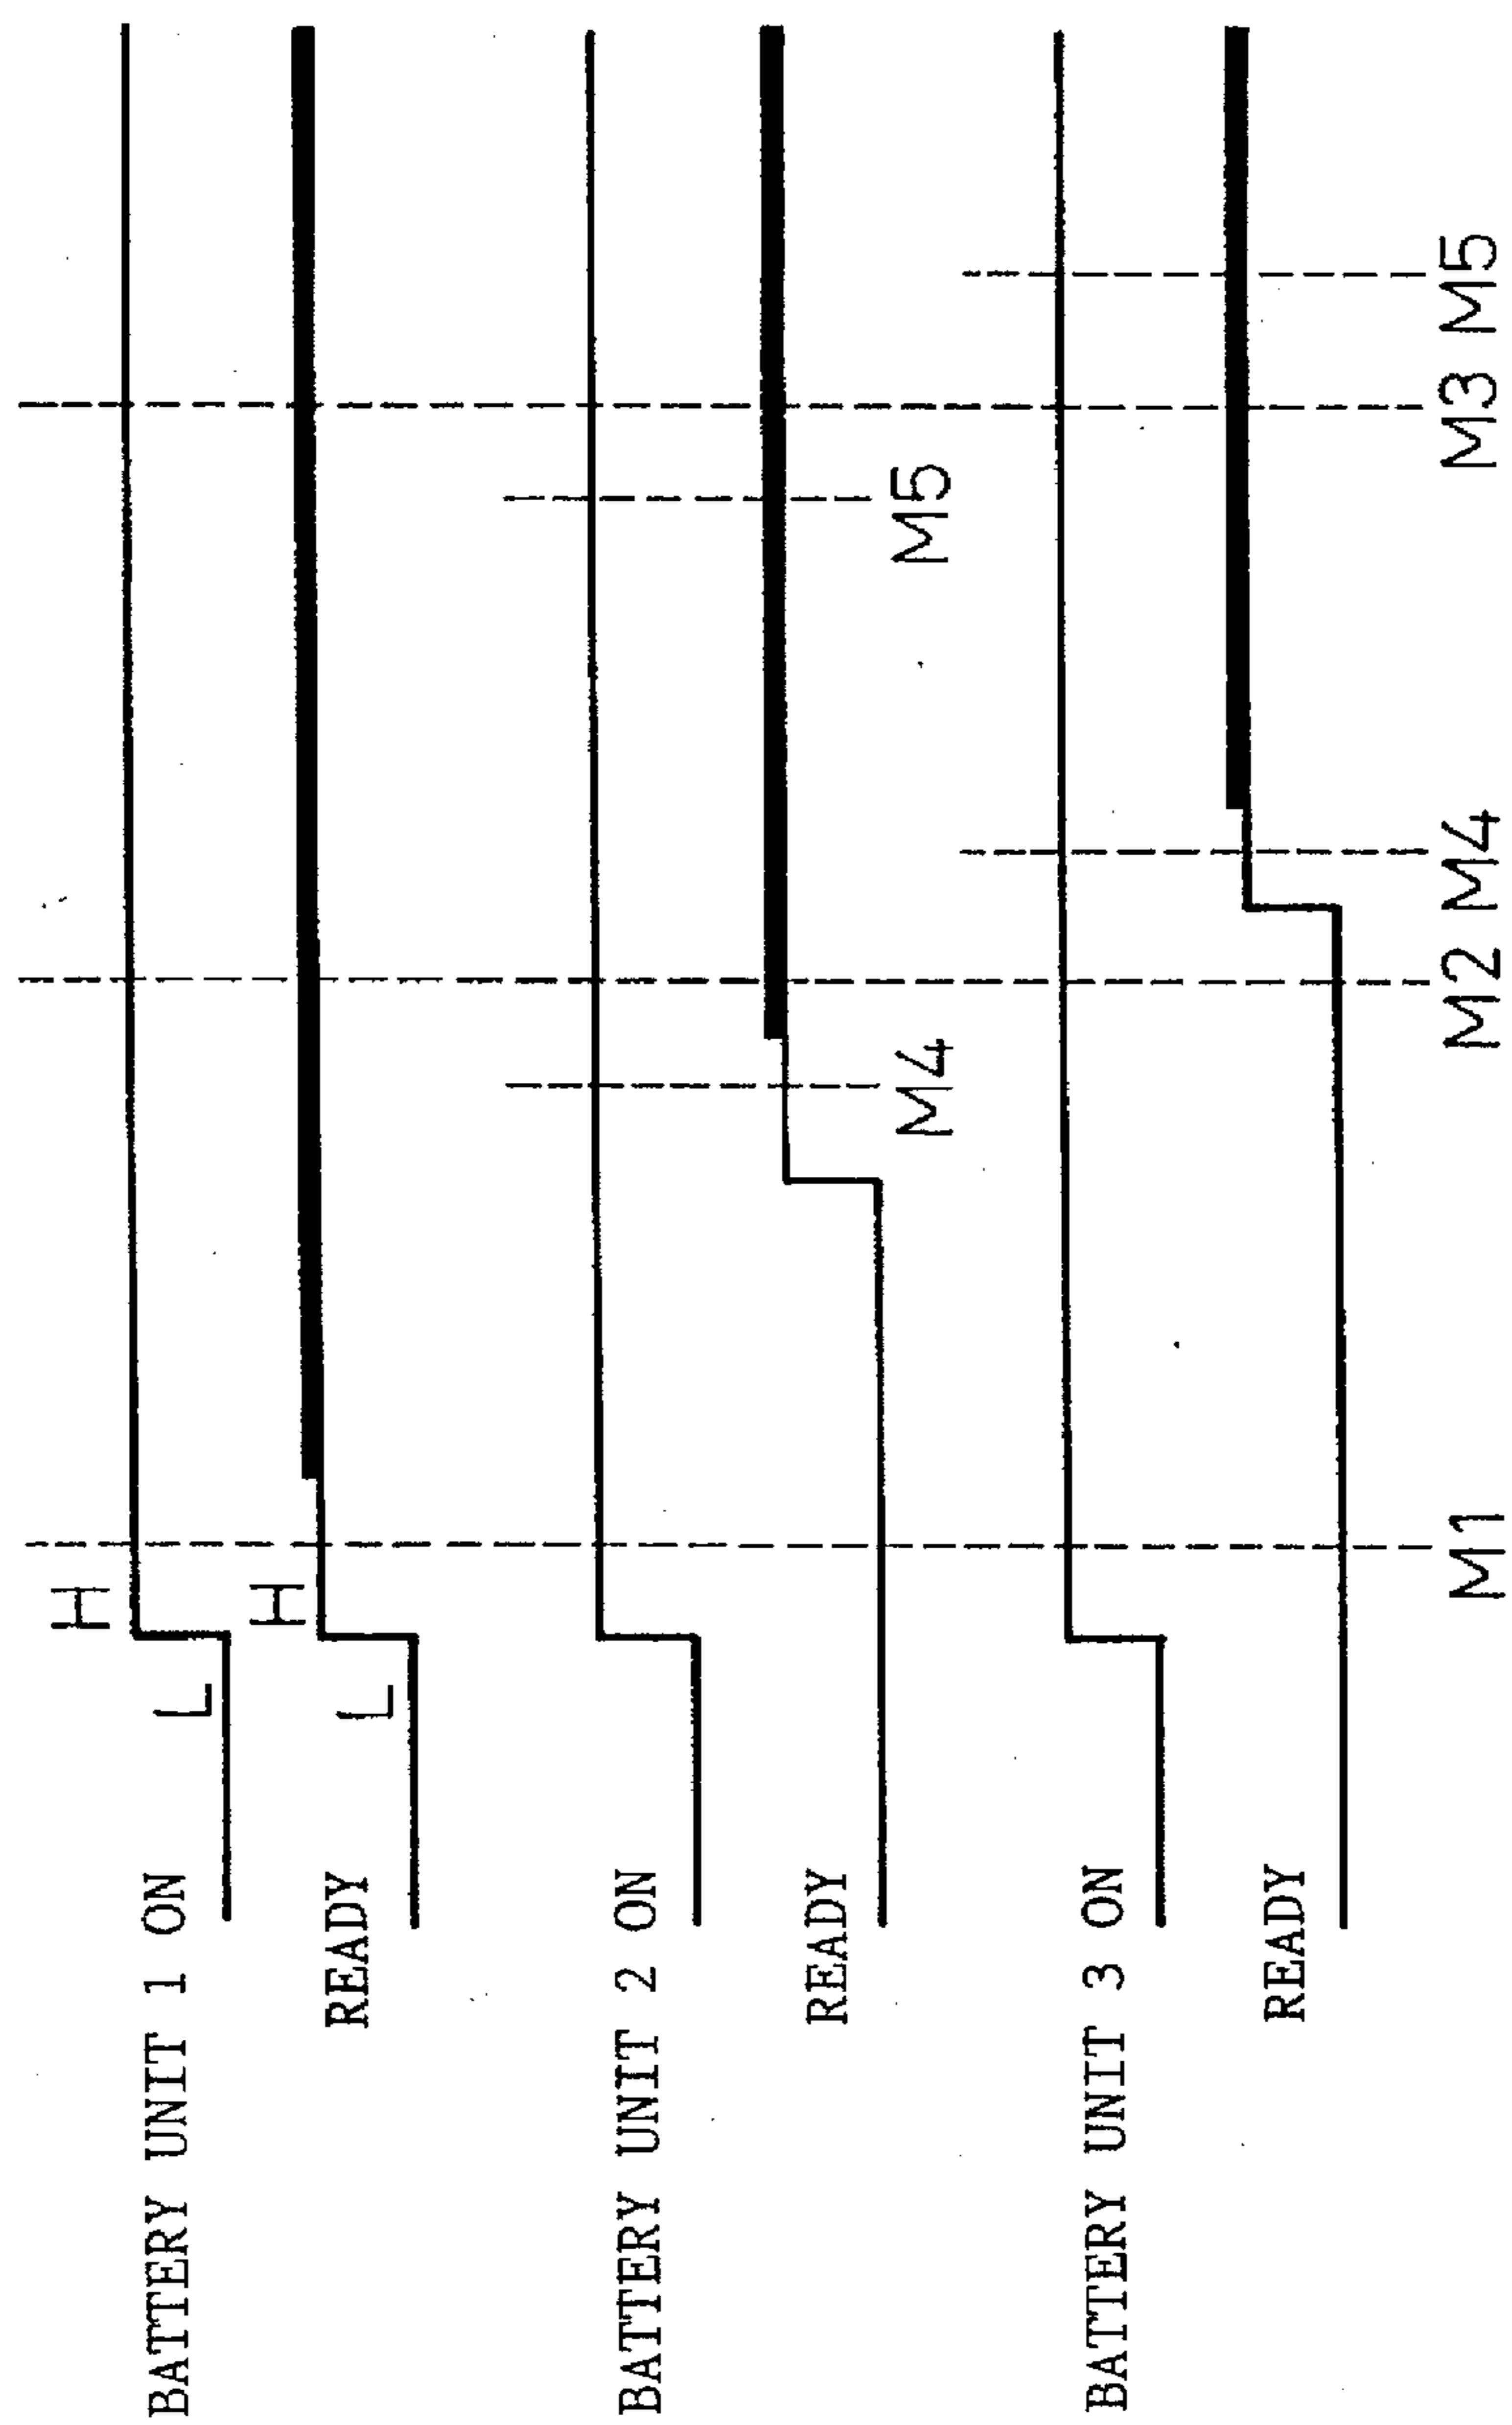 BATTERY UNIT 1 ON
L
H
READY
L
H
BATTERY UNIT 2 ON
READY
M4
M5
BATTERY UNIT 3 ON
READY
M1
M2
M4
M3
M5